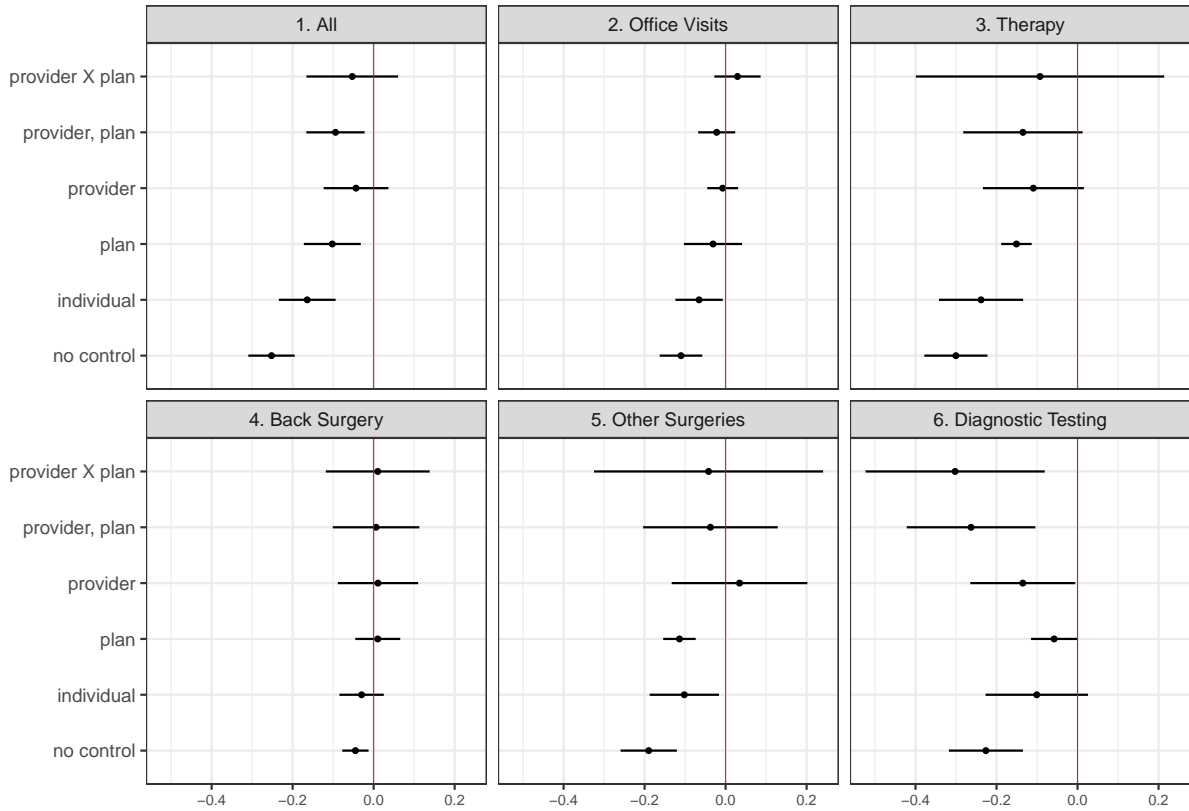 1. All
2. Office Visits
3. Therapy
provider X plan
provider, plan
provider
plan
individual
no control
4. Back Surgery
5. Other Surgeries
6. Diagnostic Testing
provider X plan
provider, plan
provider
plan
individual
no control
−0.4 −0.2 0.0 0.2
−0.4 −0.2 0.0 0.2
−0.4 −0.2 0.0 0.2